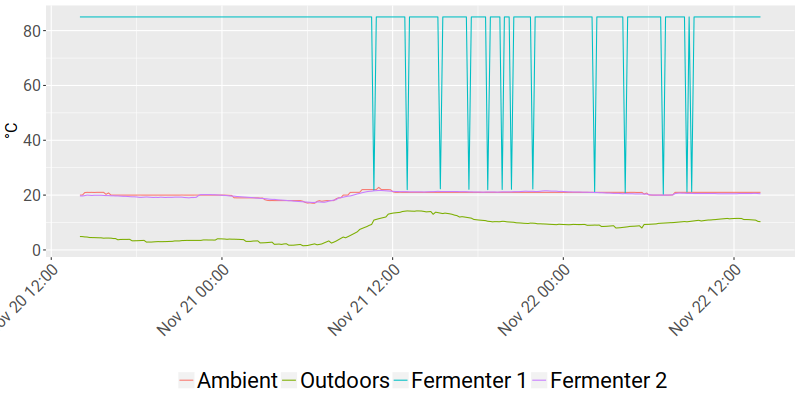 80
60
°C
40
20
0
ov 20 12:00
Nov 21 00:00
Nov 21 12:00
Nov 22 00:00
Nov 22 12:00
Ambient Outdoors Fermenter 1 Fermenter 2